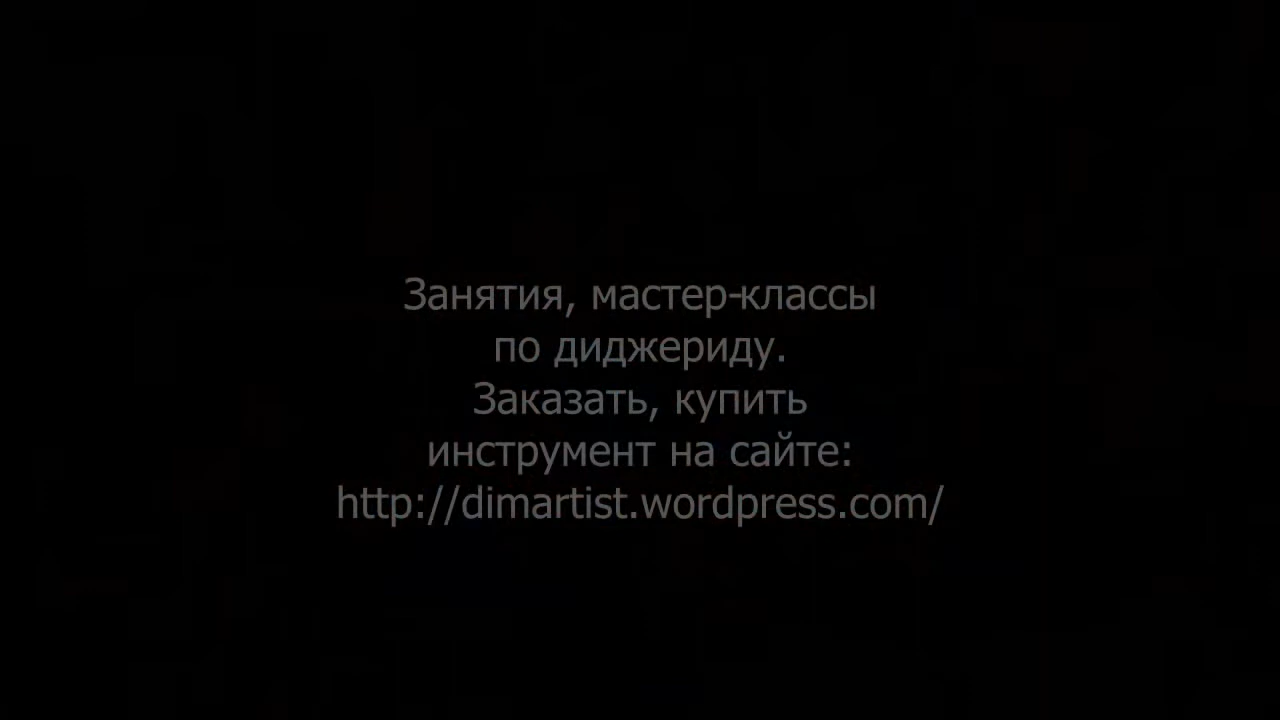 Занятия, мастер-классы
по диджериду.
Заказать, купить
инструмент на сайте:
http://dimartist.wordpress.com/